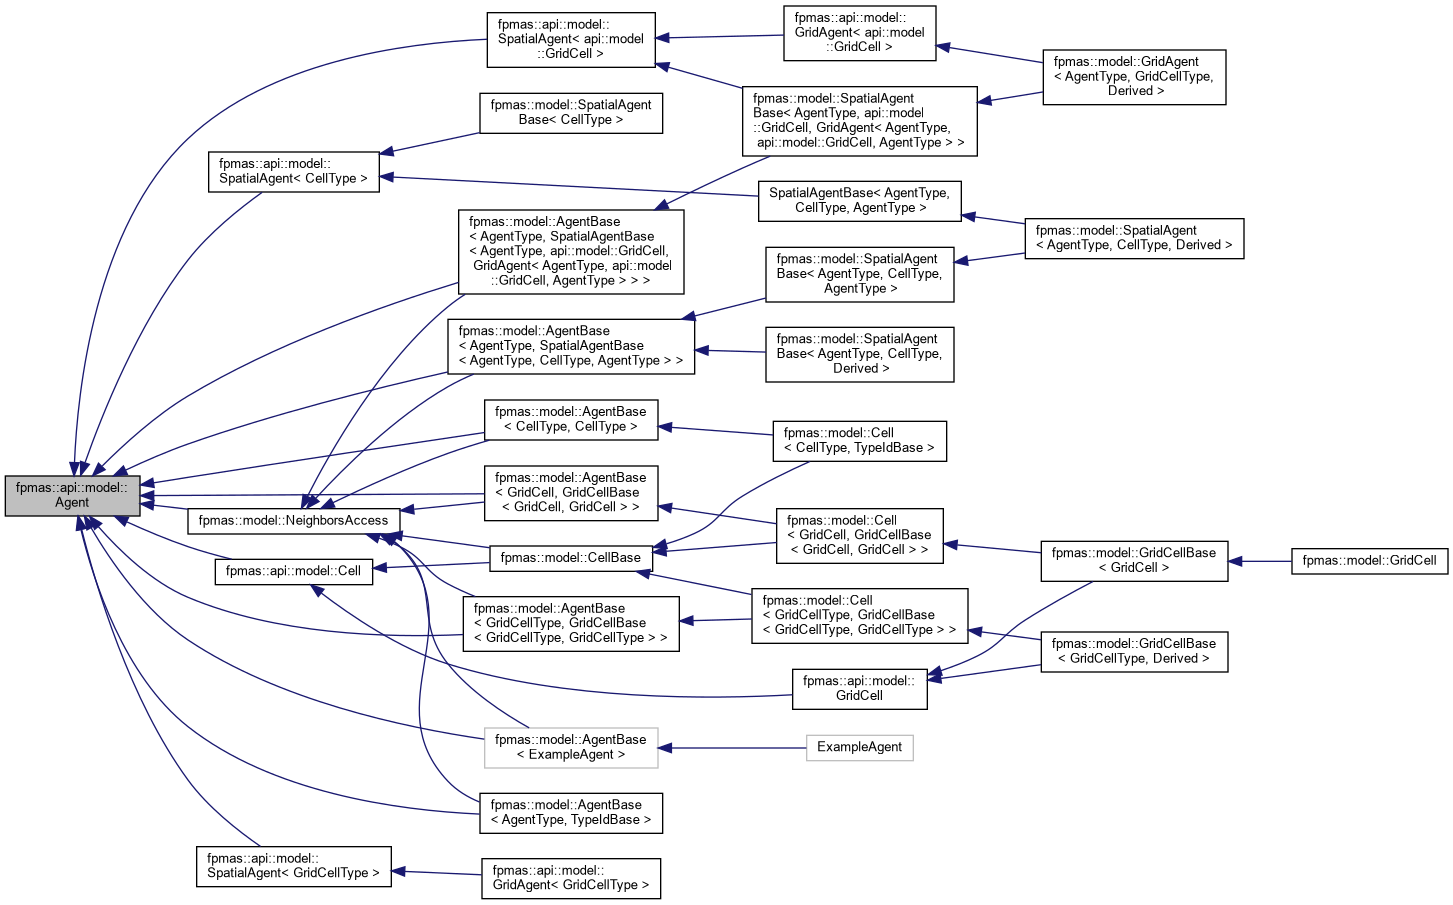 fpmas::api::model::
Agent
fpmas::api::model::
SpatialAgent< api::model
::GridCell >
fpmas::api::model::
GridAgent< api::model
::GridCell >
fpmas::model::GridAgent
< AgentType, GridCellType,
Derived >
fpmas::model::SpatialAgent
Base< AgentType, api::model
::GridCell, GridAgent< AgentType,
api::model::GridCell, AgentType > >
fpmas::model::SpatialAgent
Base< CellType >
fpmas::api::model::
SpatialAgent< CellType >
SpatialAgentBase< AgentType,
CellType, AgentType >
fpmas::model::SpatialAgent
< AgentType, CellType, Derived >
fpmas::model::AgentBase
< AgentType, SpatialAgentBase
< AgentType, api::model::GridCell,
GridAgent< AgentType, api::model
::GridCell, AgentType > > >
fpmas::model::SpatialAgent
Base< AgentType, CellType,
AgentType >
fpmas::model::AgentBase
< AgentType, SpatialAgentBase
< AgentType, CellType, AgentType > >
fpmas::model::SpatialAgent
Base< AgentType, CellType,
Derived >
fpmas::model::AgentBase
< CellType, CellType >
fpmas::model::Cell
< CellType, TypeIdBase >
fpmas::model::AgentBase
< GridCell, GridCellBase
< GridCell, GridCell > >
fpmas::model::NeighborsAccess
fpmas::model::Cell
< GridCell, GridCellBase
< GridCell, GridCell > >
fpmas::model::CellBase
fpmas::model::GridCellBase
< GridCell >
fpmas::model::GridCell
fpmas::api::model::Cell
fpmas::model::AgentBase
< GridCellType, GridCellBase
< GridCellType, GridCellType > >
fpmas::model::Cell
< GridCellType, GridCellBase
< GridCellType, GridCellType > >
fpmas::model::GridCellBase
< GridCellType, Derived >
fpmas::api::model::
GridCell
fpmas::model::AgentBase
< ExampleAgent >
ExampleAgent
fpmas::model::AgentBase
< AgentType, TypeIdBase >
fpmas::api::model::
SpatialAgent< GridCellType >
fpmas::api::model::
GridAgent< GridCellType >